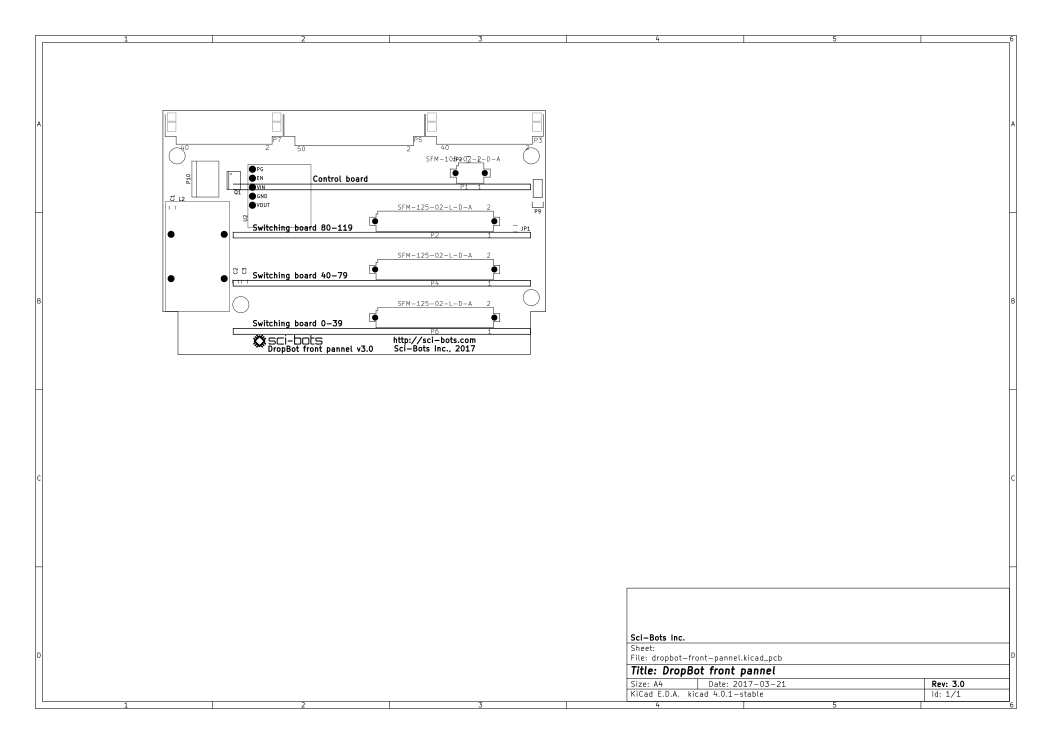 1 2 3 4 5 6
A A
P7 P5 P3
40 2 50 2 40 2
SFM-10
-02-L-D-A
P10
PG
EN
Control board
VIN
Q1
P1 1
GND
C1 L2
VOUT
P9
U2
SFM-125-02-L-D-A 2
Switching board 80-119
JP1
P2 1
SFM-125-02-L-D-A 2
C2 C3
Switching board 40-79
P4 1
B B
SFM-125-02-L-D-A 2
Switching board 0-39
P6 1
sci-bots
http://sci-bots.com
DropBot front pannel v3.0
Sci-Bots Inc., 2017
C C
Sci-Bots Inc.
Sheet:
File: dropbot-front-pannel.kicad_pcb
Title: DropBot front pannel
Size: A4 Date: 2017-03-21 Rev: 3.0
KiCad E.D.A. kicad 4.0.1-stable Id: 1/1
D D
1 2 3 4 5 6